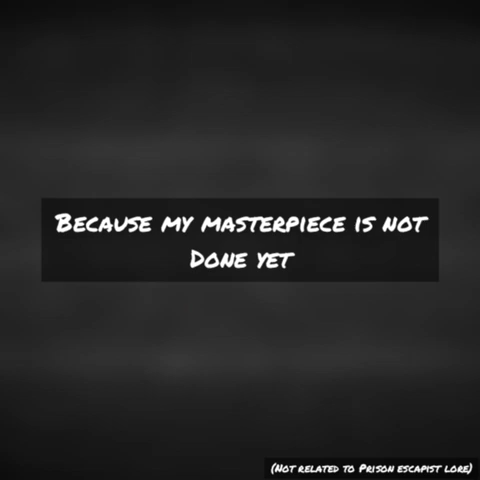 Because my masterpiece is not
Done yet
(Not related to Prison escapist lore)